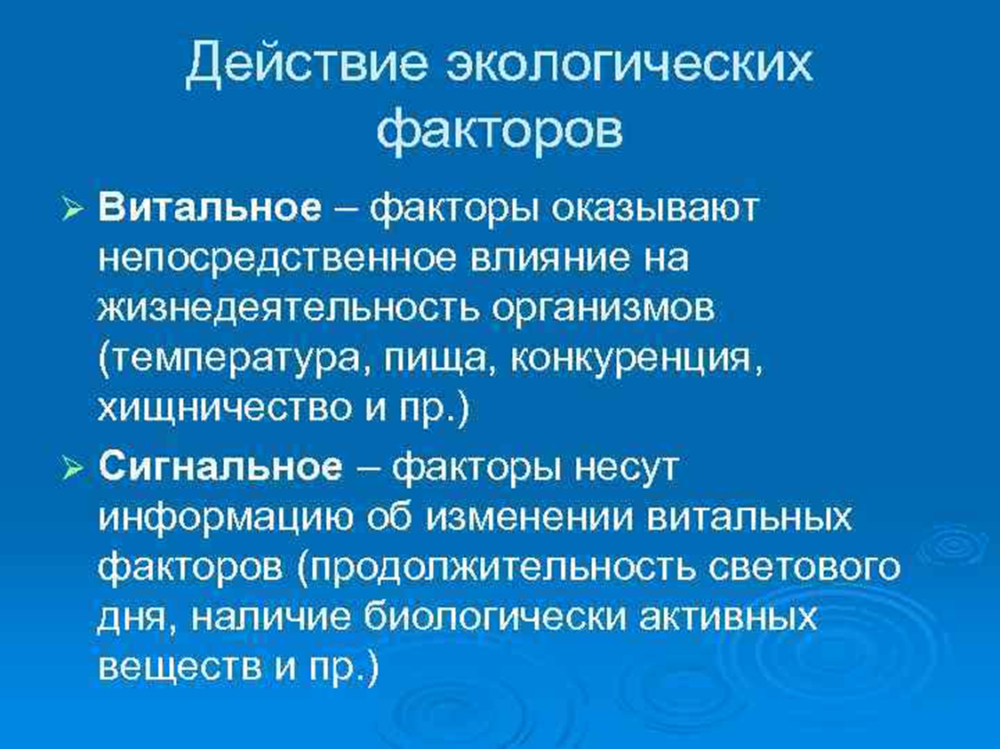 Действие экологических
факторов
Витальное – факторы оказывают
непосредственное влияние на
жизнедеятельность организмов
(температура, пища, конкуренция,
хищничество и пр.)
Сигнальное – факторы несут
информацию об изменении витальных
факторов (продолжительность светового
дня, наличие биологически активных
веществ и пр.)